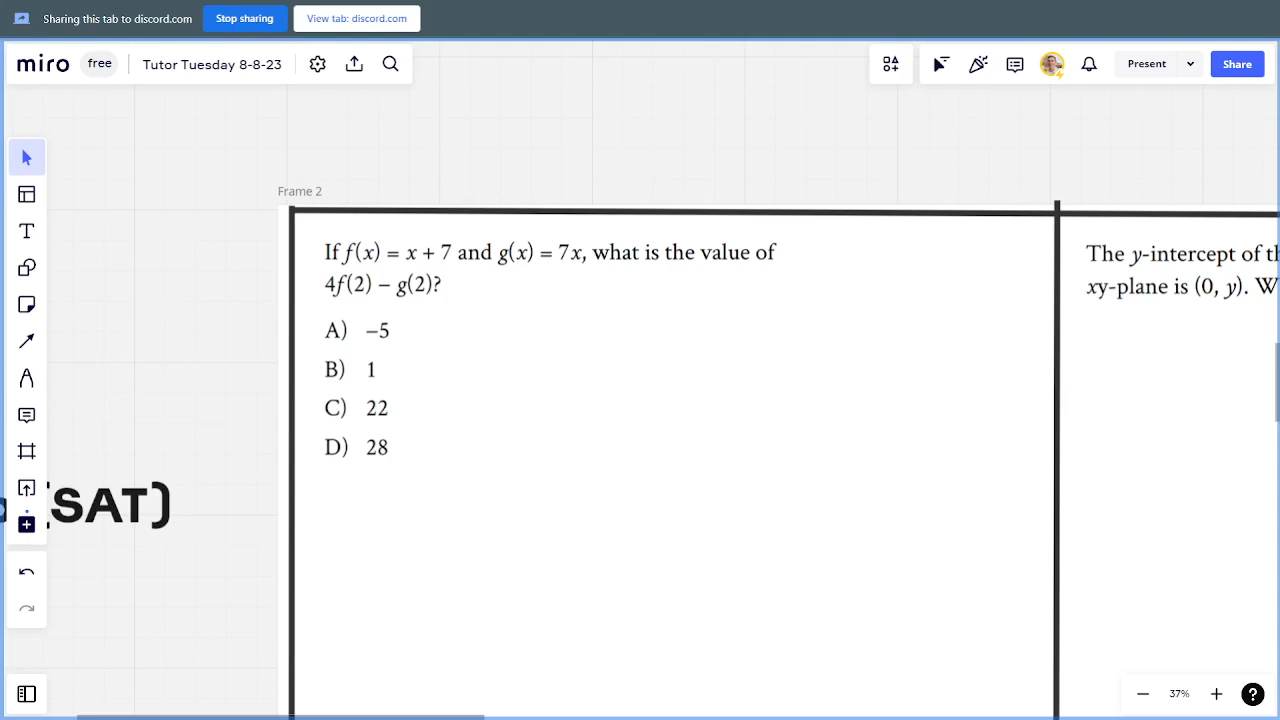 Sharing this tab to discord.com
Stop sharing
View tab: discord.com
miro
free
Tutor Tuesday 8-8-23
Present
Share
Frame 2
If f(x) = x + 7 and g(x) = 7x, what is the value of
4f(2) − g(2)?
A) −5
B) 1
C) 22
D) 28
The y-intercept of
xy-plane is (0, y).
(SAT)
37%